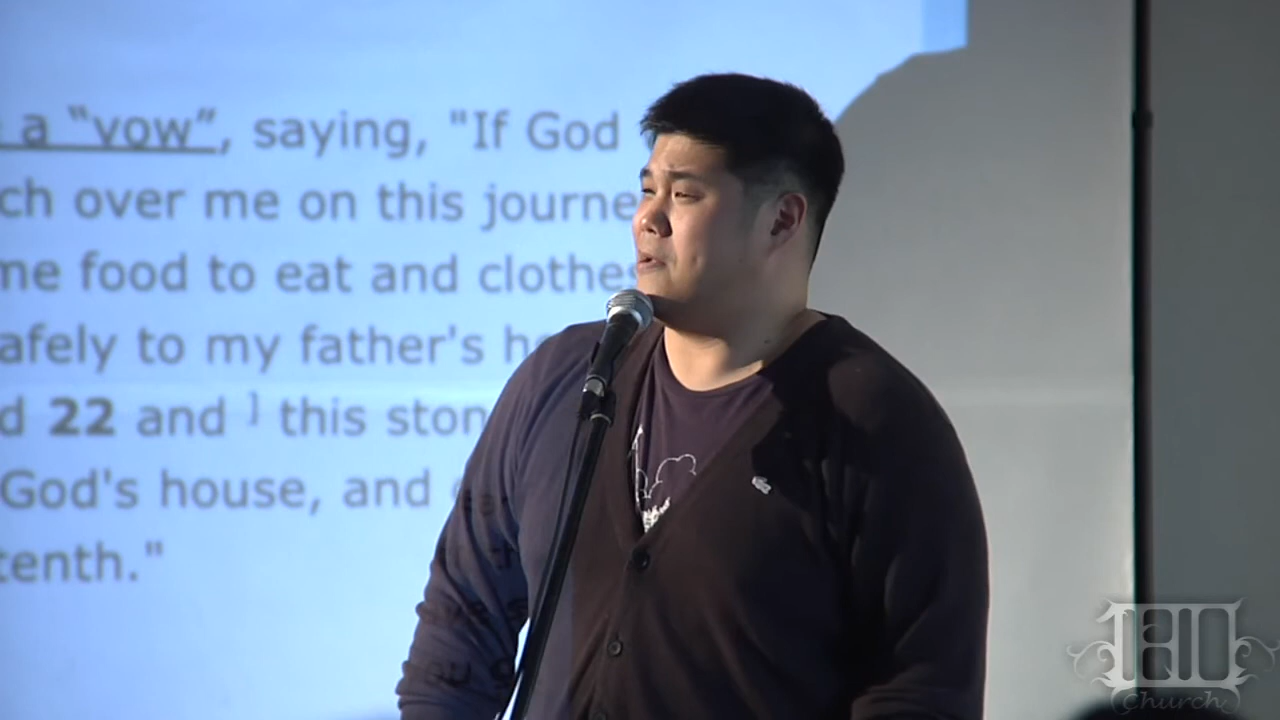 a “vow”, saying, "If God
ch over me on this journe
me food to eat and clothes
afely to my father's h
d 22 and ] this ston
God's house, and
tenth."
180
Church